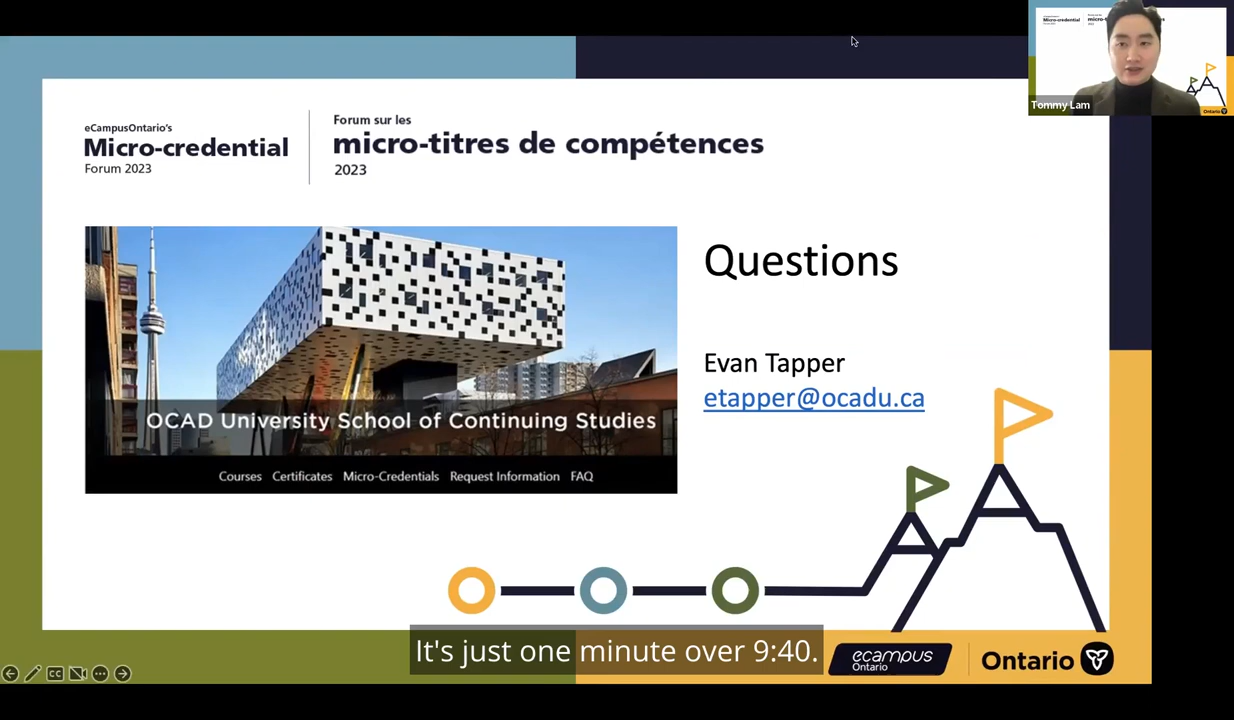 eCampusOntario's
Micro-credential
Forum 2023
Forum sur les
micro-titres de compétences
2023
Tommy Lam
Questions
Evan Tapper
etapper@ocadu.ca
OCAD University School of Continuing Studies
Courses Certificates Micro-Credentials Request Information FAQ
It's just one minute over 9:40.
CC
ecampus
Ontario
Ontario